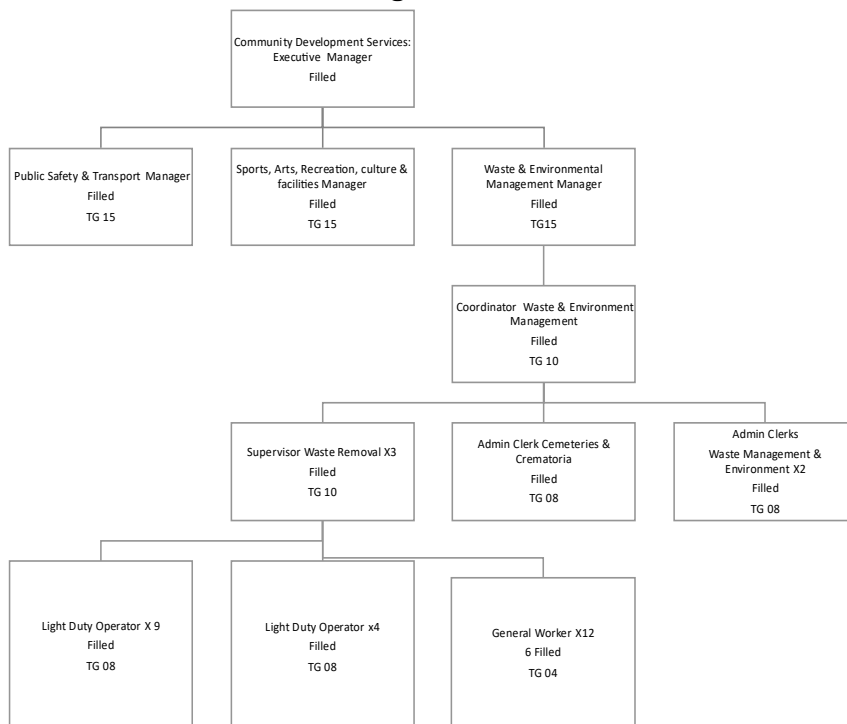 Community Development Services:
Executive Manager
Filled
Public Safety & Transport Manager
Filled
TG 15
Sports, Arts, Recreation, culture &
facilities Manager
Filled
TG 15
Waste & Environmental
Management Manager
Filled
TG15
Coordinator Waste & Environment
Management
Filled
TG 10
Supervisor Waste Removal X3
Filled
TG 10
Admin Clerk Cemeteries &
Crematoria
Filled
TG 08
Admin Clerks
Waste Management &
Environment X2
Filled
TG 08
Light Duty Operator X 9
Filled
TG 08
Light Duty Operator x4
Filled
TG 08
General Worker X12
6 Filled
TG 04